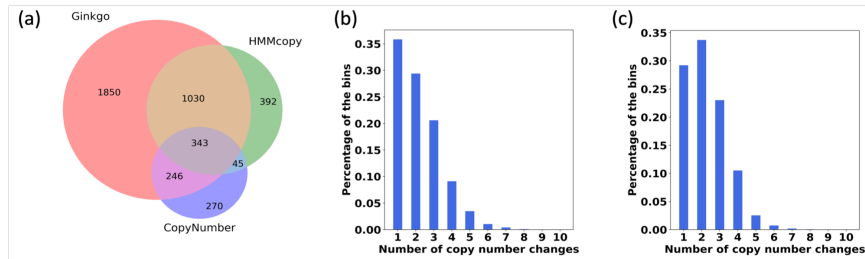 (a)
Ginkgo
HMMcopy
1850
1030
392
343
45
246
270
CopyNumber
(b)
Percentage of the bins
0.35
0.30
0.25
0.20
0.15
0.10
0.05
0.00
1 2 3 4 5 6 7 8 9 10
Number of copy number changes
(c)
Percentage of the bins
0.35
0.30
0.25
0.20
0.15
0.10
0.05
0.00
1 2 3 4 5 6 7 8 9 10
Number of copy number changes